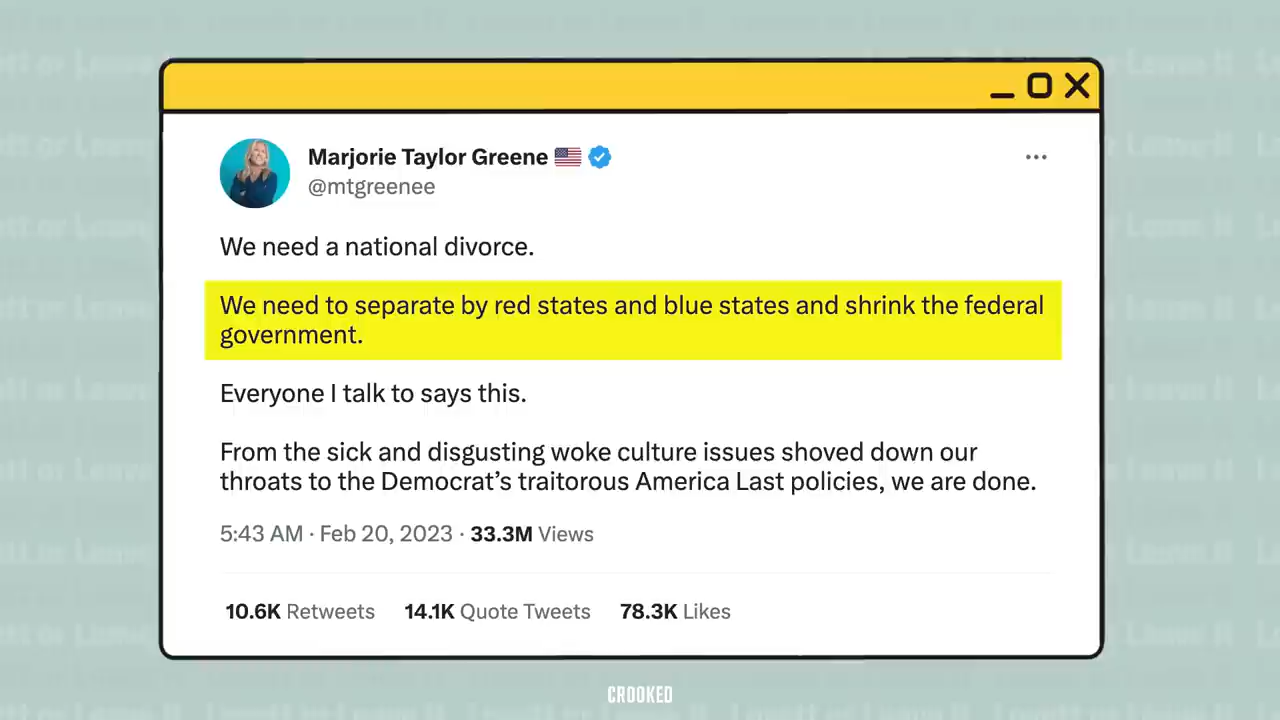 Marjorie Taylor Greene
@mtgreenee
We need a national divorce.
We need to separate by red states and blue states and shrink the federal
government.
Everyone I talk to says this.
From the sick and disgusting woke culture issues shoved down our
throats to the Democrat’s traitorous America Last policies, we are done.
5:43 AM · Feb 20, 2023 · 33.3M Views
10.6K Retweets 14.1K Quote Tweets 78.3K Likes
CROOKED